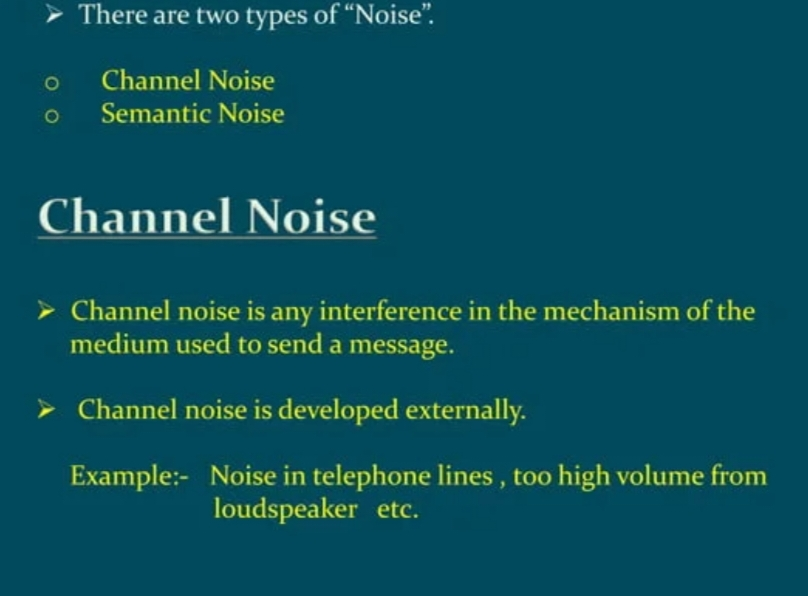 ➢ There are two types of “Noise”.
o Channel Noise
o Semantic Noise
Channel Noise
➢ Channel noise is any interference in the mechanism of the
medium used to send a message.
➢ Channel noise is developed externally.
Example:- Noise in telephone lines , too high volume from
loudspeaker etc.